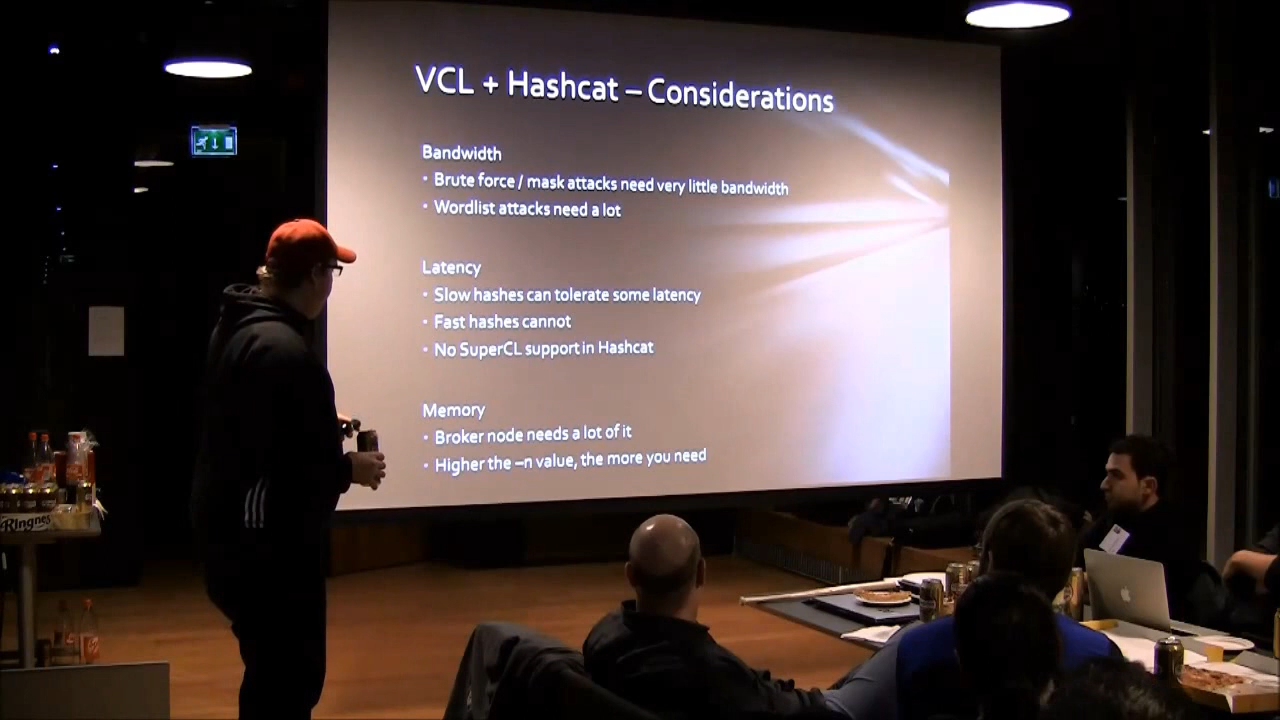 VCL + Hashcat – Considerations
Bandwidth
• Brute force / mask attacks need very little bandwidth
• Wordlist attacks need a lot
Latency
• Slow hashes can tolerate some latency
• Fast hashes cannot
• No SuperCL support in Hashcat
Memory
• Broker node needs a lot of it
• Higher the –n value, the more you need
Ringnes